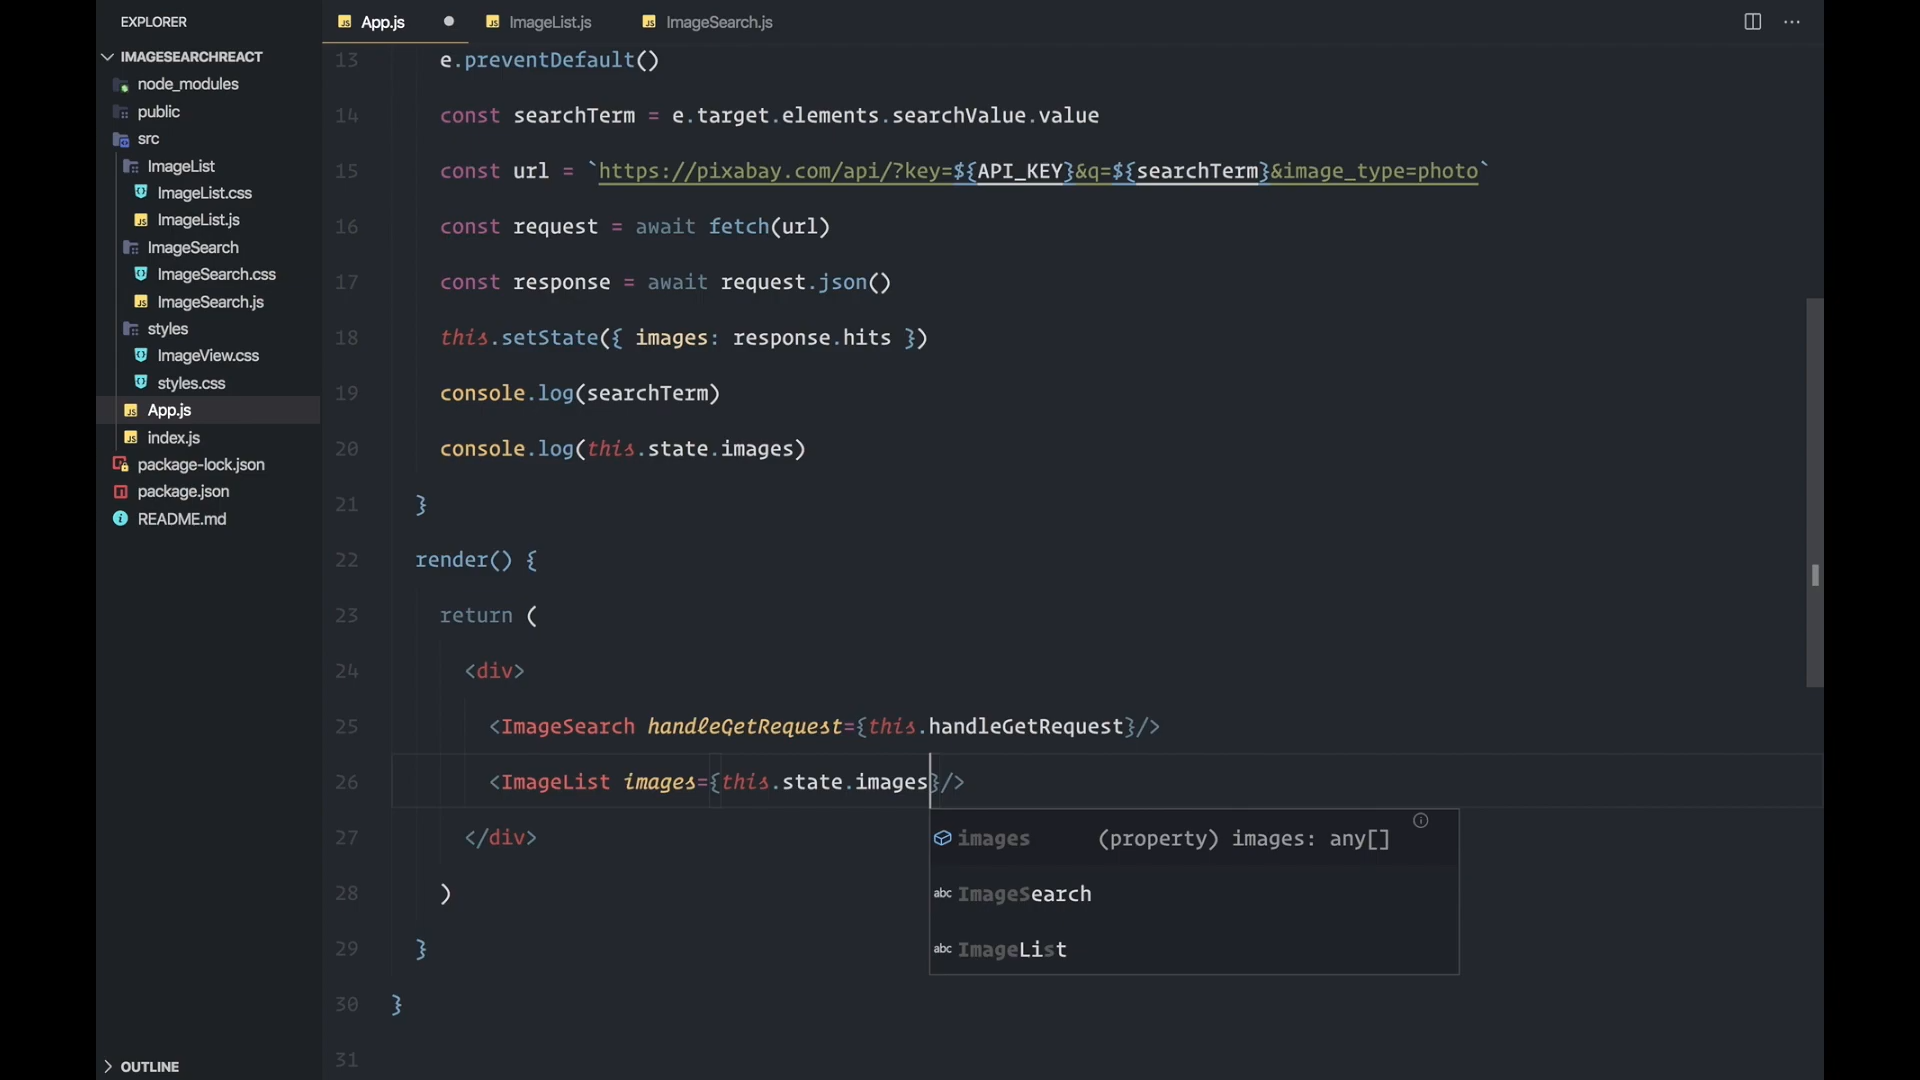 EXPLORER
IMAGESEARCHREACT
node_modules
public
src
ImageList
ImageList.css
ImageList.js
ImageSearch
ImageSearch.css
ImageSearch.js
styles
ImageView.css
styles.css
App.js
index.js
package-lock.json
package.json
README.md
OUTLINE
App.js
ImageList.js
ImageSearch.js
13 e.preventDefault()
14 const searchTerm = e.target.elements.searchValue.value
15 const url = `https://pixabay.com/api/?key=${API_KEY}&q=${searchTerm}&image_type=photo`
16 const request = await fetch(url)
17 const response = await request.json()
18 this.setState({ images: response.hits })
19 console.log(searchTerm)
20 console.log(this.state.images)
21 }
22 render() {
23 return (
24 <div>
25 <ImageSearch handleGetRequest={this.handleGetRequest}/>
26 <ImageList images={this.state.images}/>
27 </div>
images (property) images: any[]
28 )
abc ImageSearch
29 }
abc ImageList
30 }
31